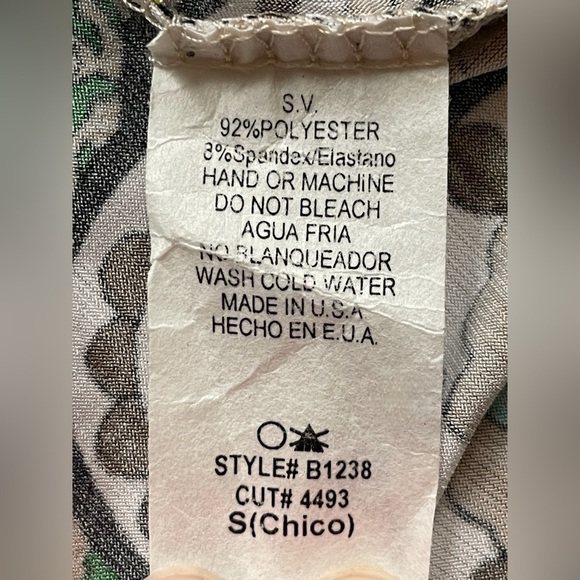 S.V.
92%POLYESTER
8%Spandex/Elastano
HAND OR MACHINE
DO NOT BLEACH
AGUA FRIA
NO BLANQUEADOR
WASH COLD WATER
MADE IN U.S.A
HECHO EN E.U.A.
STYLE# B1238
CUT# 4493
S(Chico)